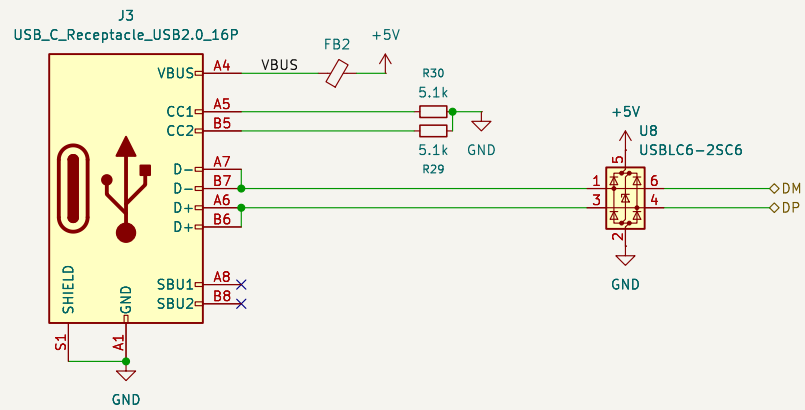 J3
USB_C_Receptacle_USB2.0_16P
VBUS A4 VBUS FB2 +5V
CC1 A5
CC2 B5
R30
5.1k
5.1k
R29
GND
D- A7
D- B7
D+ A6
D+ B6
SBU1 A8
SBU2 B8
SHIELD
GND
S1
A1
GND
+5V
U8
USBLC6-2SC6
5
1 6 DM
3 4 DP
2
GND